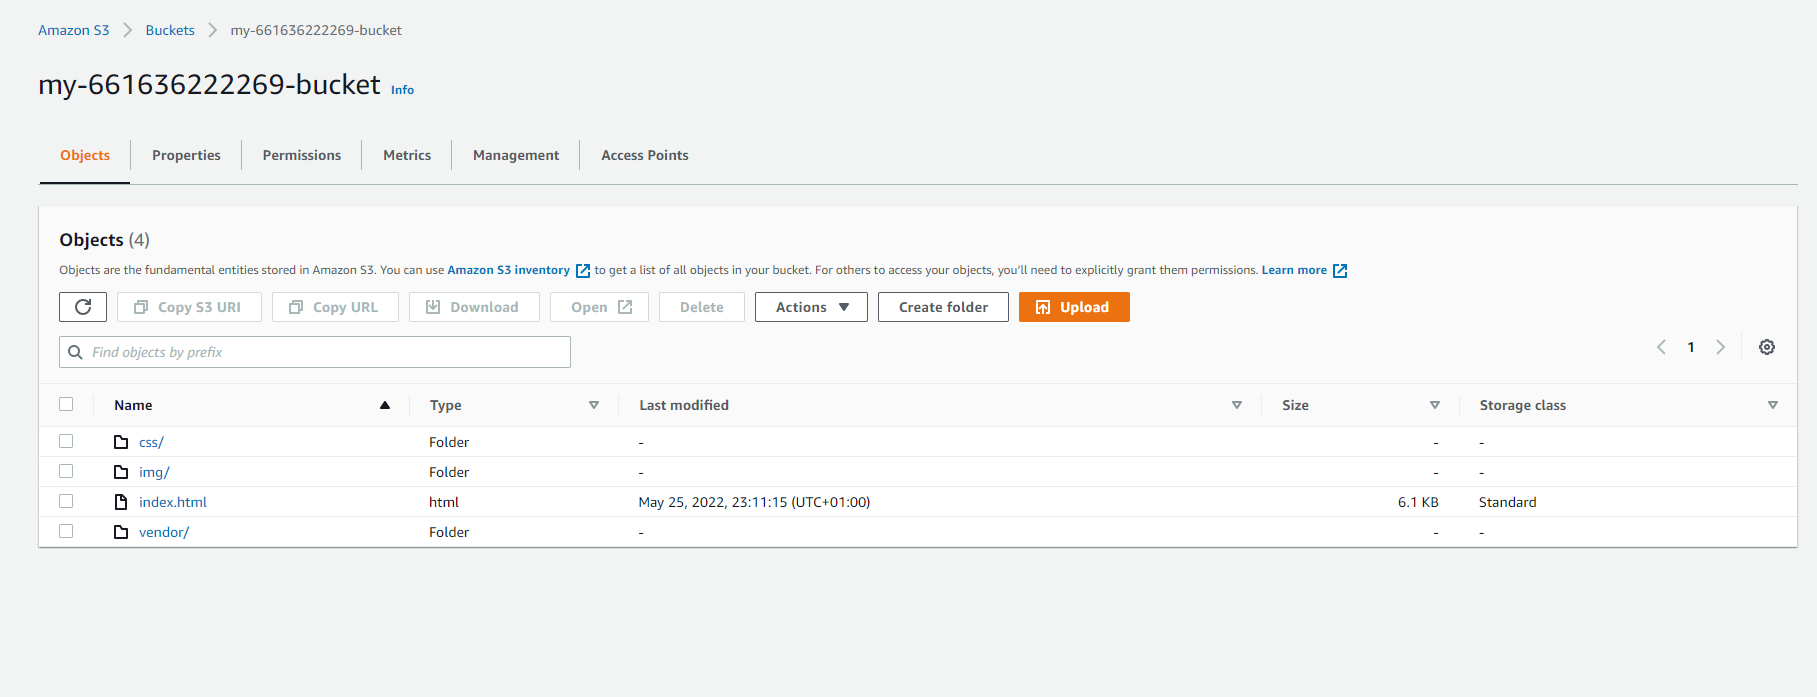 Amazon S3 > Buckets > my-661636222269-bucket
my-661636222269-bucket Info
Objects Properties Permissions Metrics Management Access Points
Objects (4)
Objects are the fundamental entities stored in Amazon S3. You can use Amazon S3 inventory to get a list of all objects in your bucket. For others to access your objects, you'll need to explicitly grant them permissions. Learn more
Copy S3 URI Copy URL Download Open Delete Actions Create folder Upload
Find objects by prefix 1
Name Type Last modified Size Storage class
css/ Folder - - -
img/ Folder - - -
index.html html May 25, 2022, 23:11:15 (UTC+01:00) 6.1 KB Standard
vendor/ Folder - - -